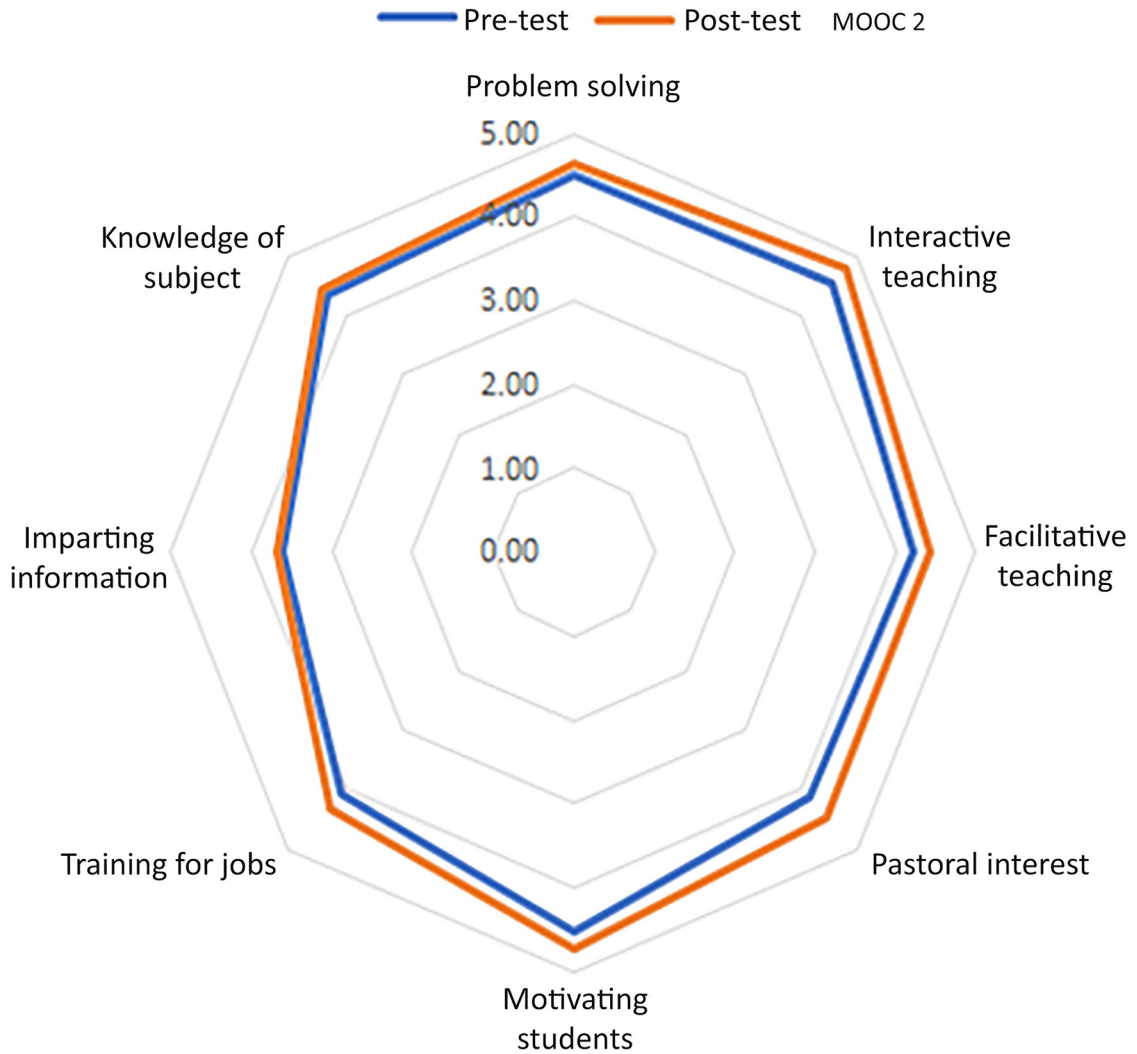 Pre-test Post-test MOOC 2
Problem solving
5.00
4.00
3.00
2.00
1.00
0.00
Interactive
teaching
Facilitative
teaching
Pastoral interest
Motivating
students
Training for jobs
Imparting
information
Knowledge of
subject